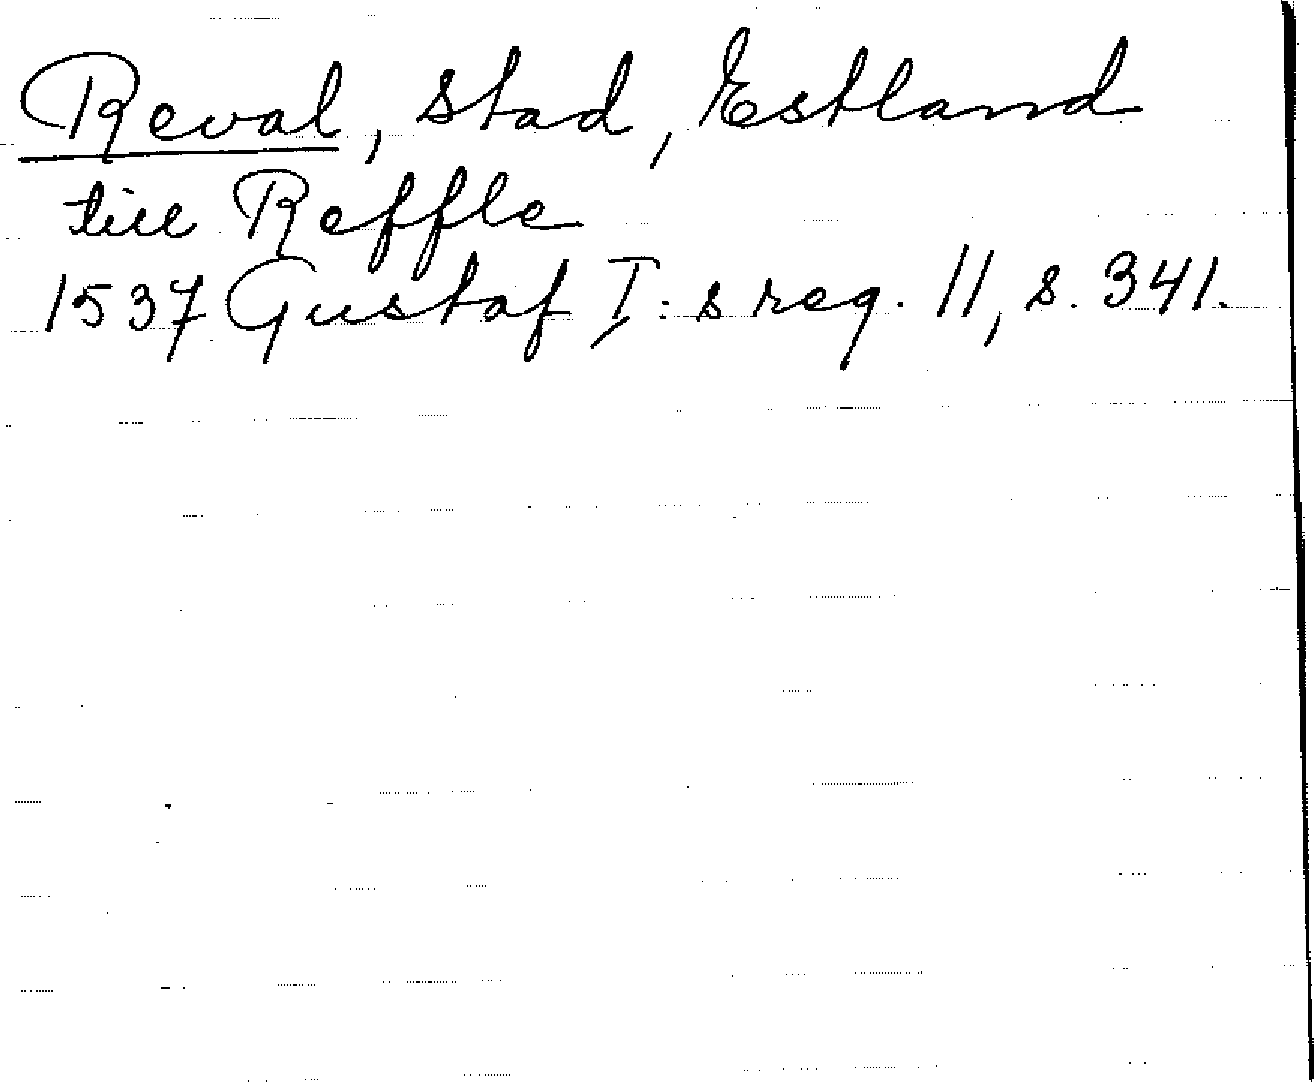 Reval, stad, Estland
till Reffle
1537 Gustaf I:s reg. 11, s. 341.